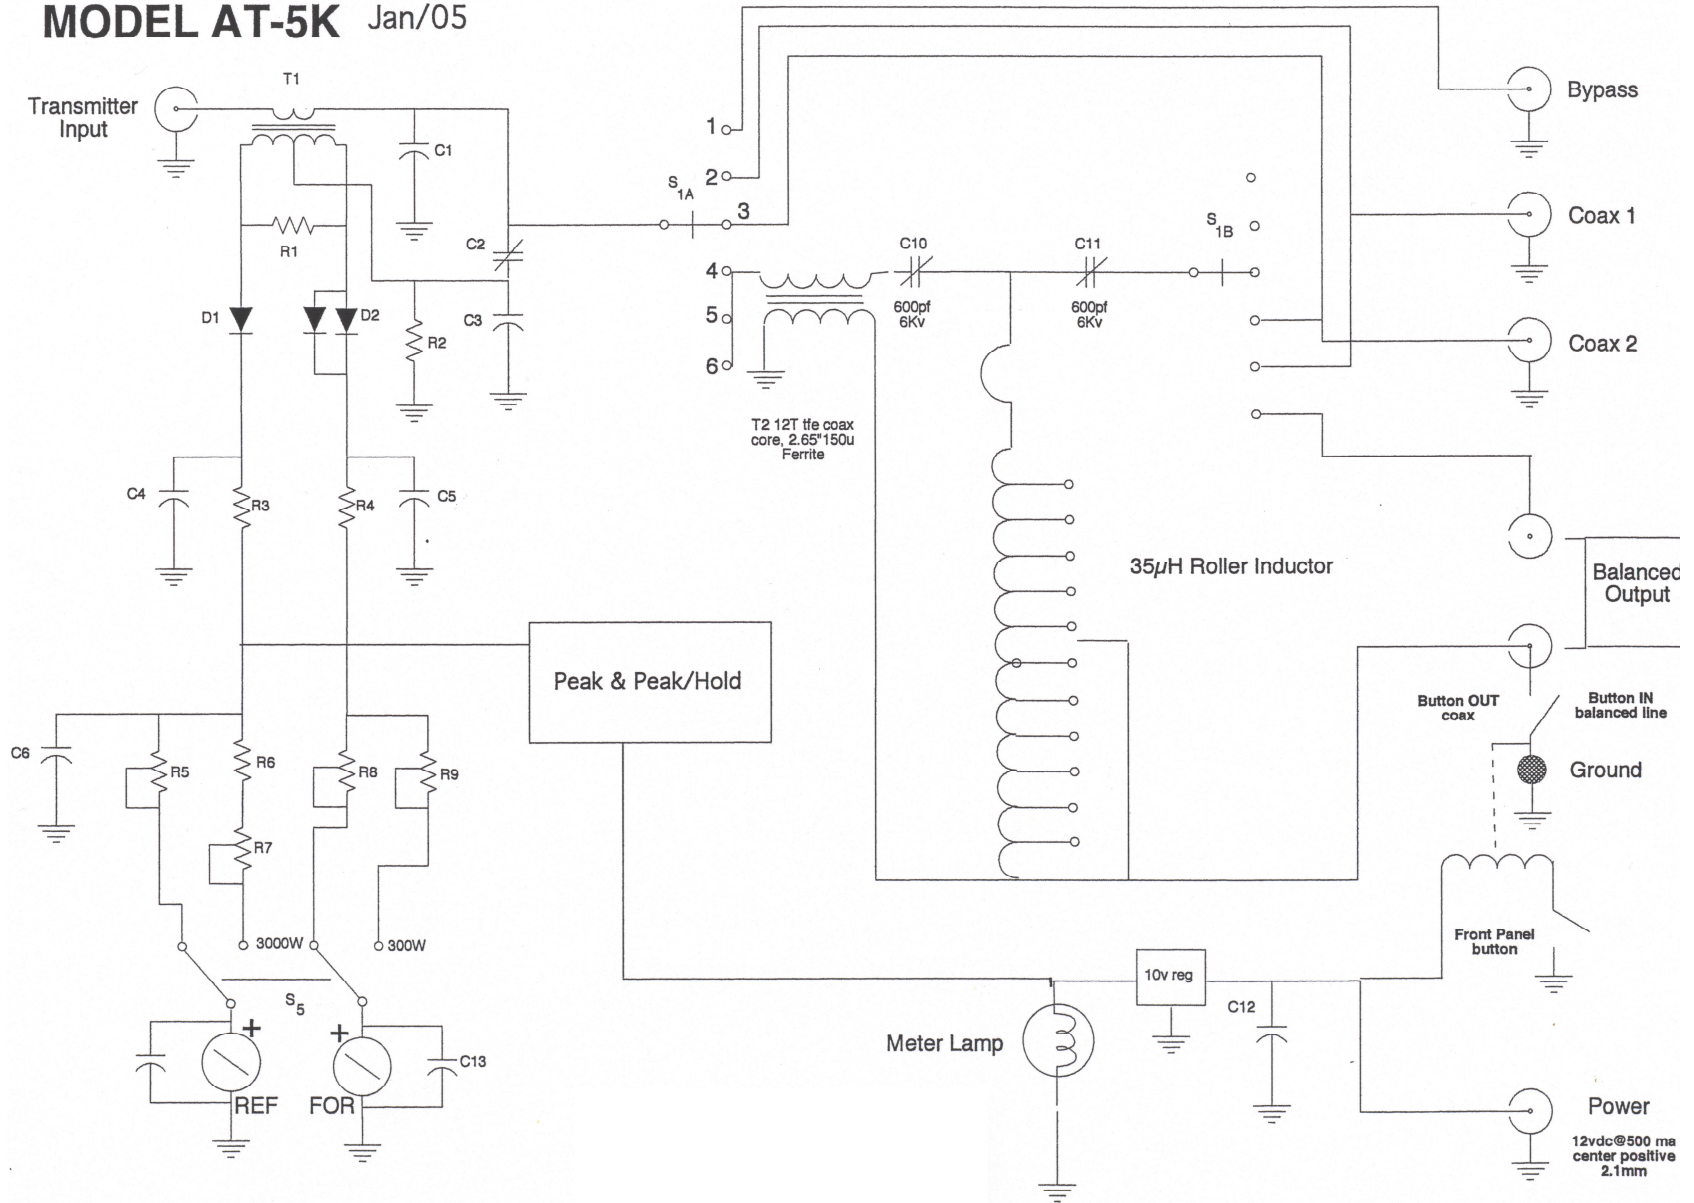 MODEL AT-5K Jan/05
T1
Transmitter
Input
C1
R1
C2
D1
D2
R2
C3
C4
R3
R4
C5
Peak & Peak/Hold
C6
R5
R6
R8
R9
R7
3000W
300W
S5
+
+
C13
REF
FOR
1
2
S1A
3
4
5
6
C10
600pf
6Kv
C11
600pf
6Kv
S1B
T2 12T tfe coax
core, 2.65"150u
Ferrite
35µH Roller Inductor
Bypass
Coax 1
Coax 2
Balanced
Output
Button OUT
coax
Button IN
balanced line
Ground
Front Panel
button
10v reg
C12
Meter Lamp
Power
12vdc@500 ma
center positive
2.1mm